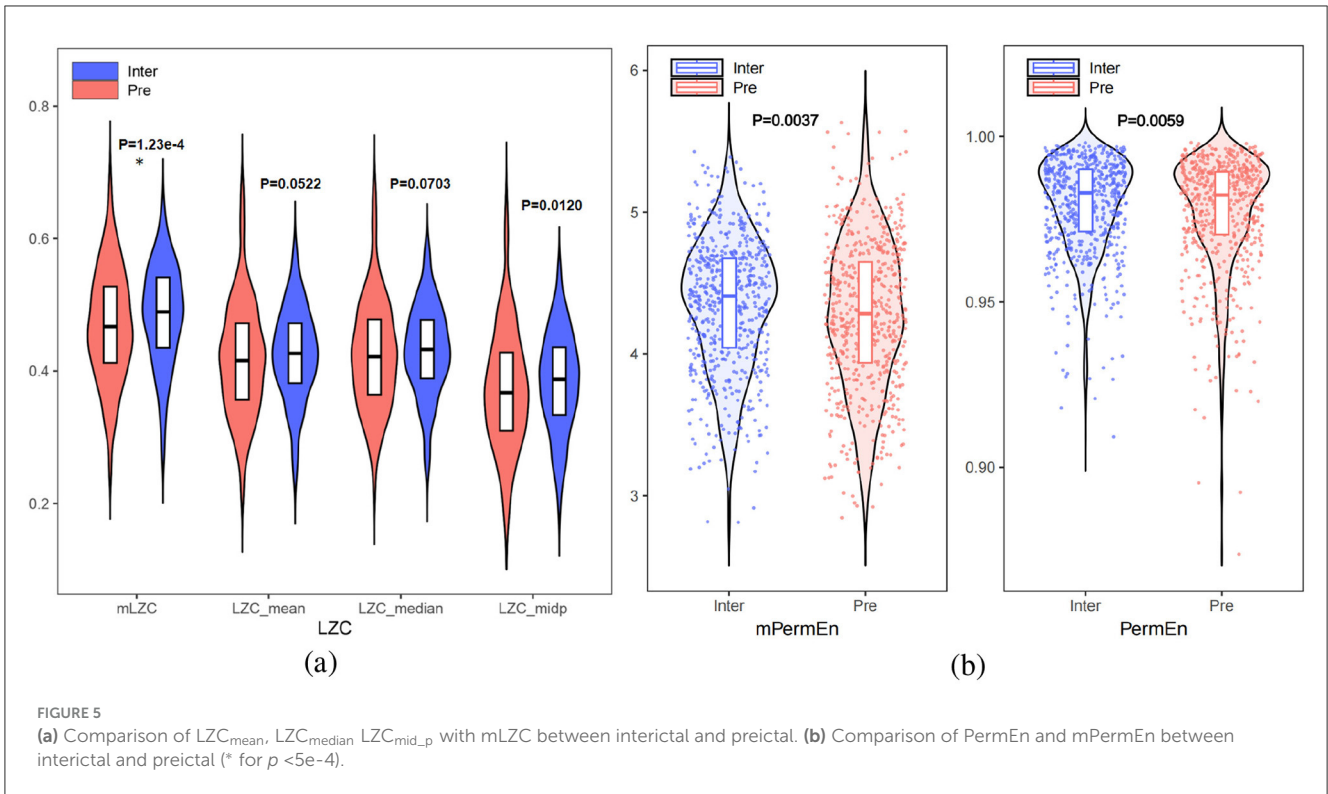 Inter
Pre
0.8
0.6
0.4
0.2
P=1.23e-4
*
P=0.0522
P=0.0703
P=0.0120
mLZC
LZC_mean
LZC_median
LZC_midp
LZC
(a)
Inter
Pre
6
5
4
3
P=0.0037
Inter
Pre
mPermEn
Inter
Pre
1.00
0.95
0.90
P=0.0059
Inter
Pre
PermEn
(b)
FIGURE 5
(a) Comparison of LZCmean, LZCmedian LZCmid_p with mLZC between interictal and preictal. (b) Comparison of PermEn and mPermEn between
interictal and preictal (* for p <5e-4).